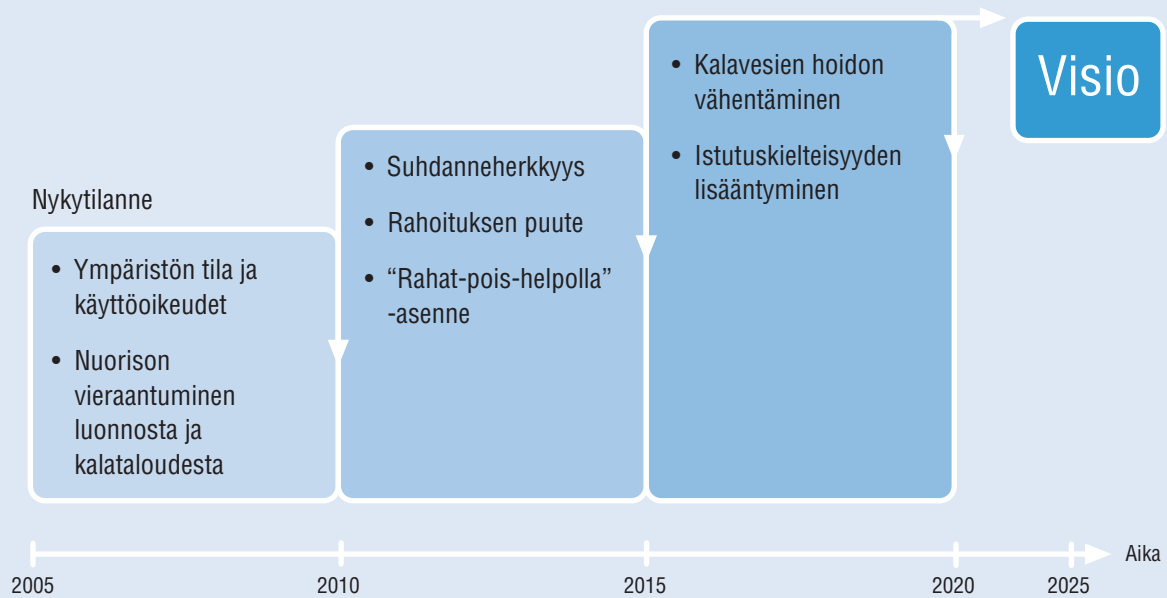 Nykytilanne
• Ympäristön tila ja
käyttöoikeudet
• Nuorison
vieraantuminen
luonnosta ja
kalataloudesta
• Suhdanneherkkyys
• Rahoituksen puute
• “Rahat-pois-helpolla”
-asenne
• Kalavesien hoidon
vähentäminen
• Istutuskielteisyyden
lisääntyminen
Visio
Aika
2005
2010
2015
2020
2025